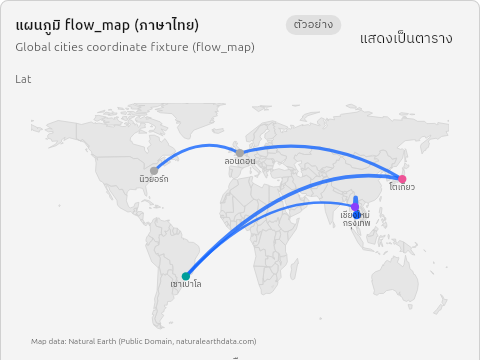 แผนภูมิ flow_map (ภาษาไทย)
ตัวอย่าง
แสดงเป็นตาราง
Global cities coordinate fixture (flow_map)
Lat
ลอนดอน
นิวยอร์ก
โตเกียว
เชียงใหม่
กรุงเทพ
เซาเปาโล
Map data: Natural Earth (Public Domain, naturalearthdata.com)